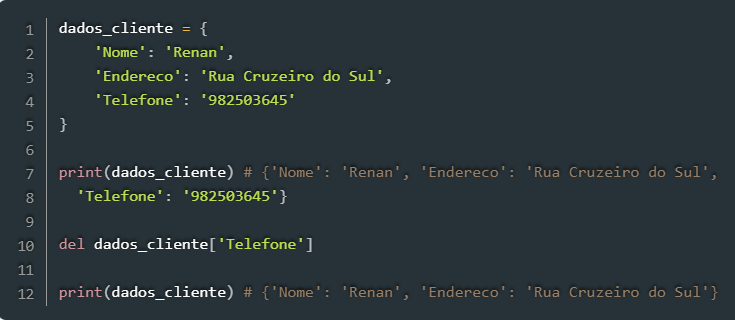 1 dados_cliente = {
2     'Nome': 'Renan',
3     'Endereco': 'Rua Cruzeiro do Sul',
4     'Telefone': '982503645'
5 }
6
7 print(dados_cliente) # {'Nome': 'Renan', 'Endereco': 'Rua Cruzeiro do Sul',
8   'Telefone': '982503645'}
9
10 del dados_cliente['Telefone']
11
12 print(dados_cliente) # {'Nome': 'Renan', 'Endereco': 'Rua Cruzeiro do Sul'}